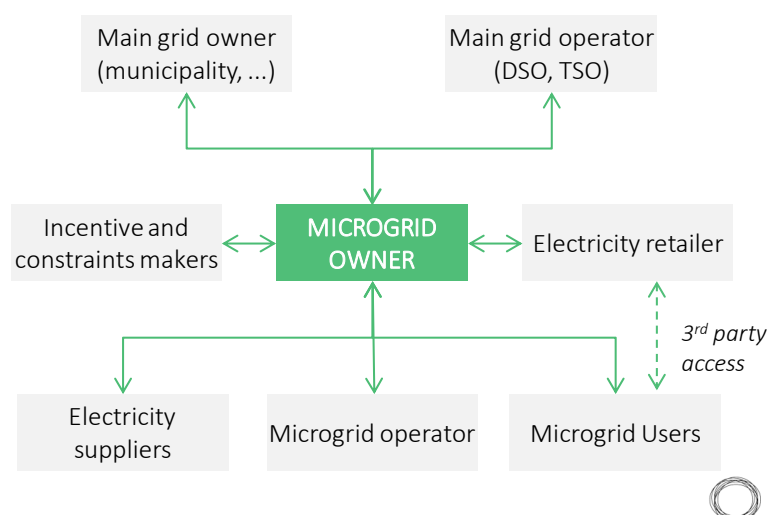 Main grid owner
(municipality, ...)
Main grid operator
(DSO, TSO)
Incentive and
constraints makers
MICROGRID
OWNER
Electricity retailer
3rd party
access
Electricity
suppliers
Microgrid operator
Microgrid Users